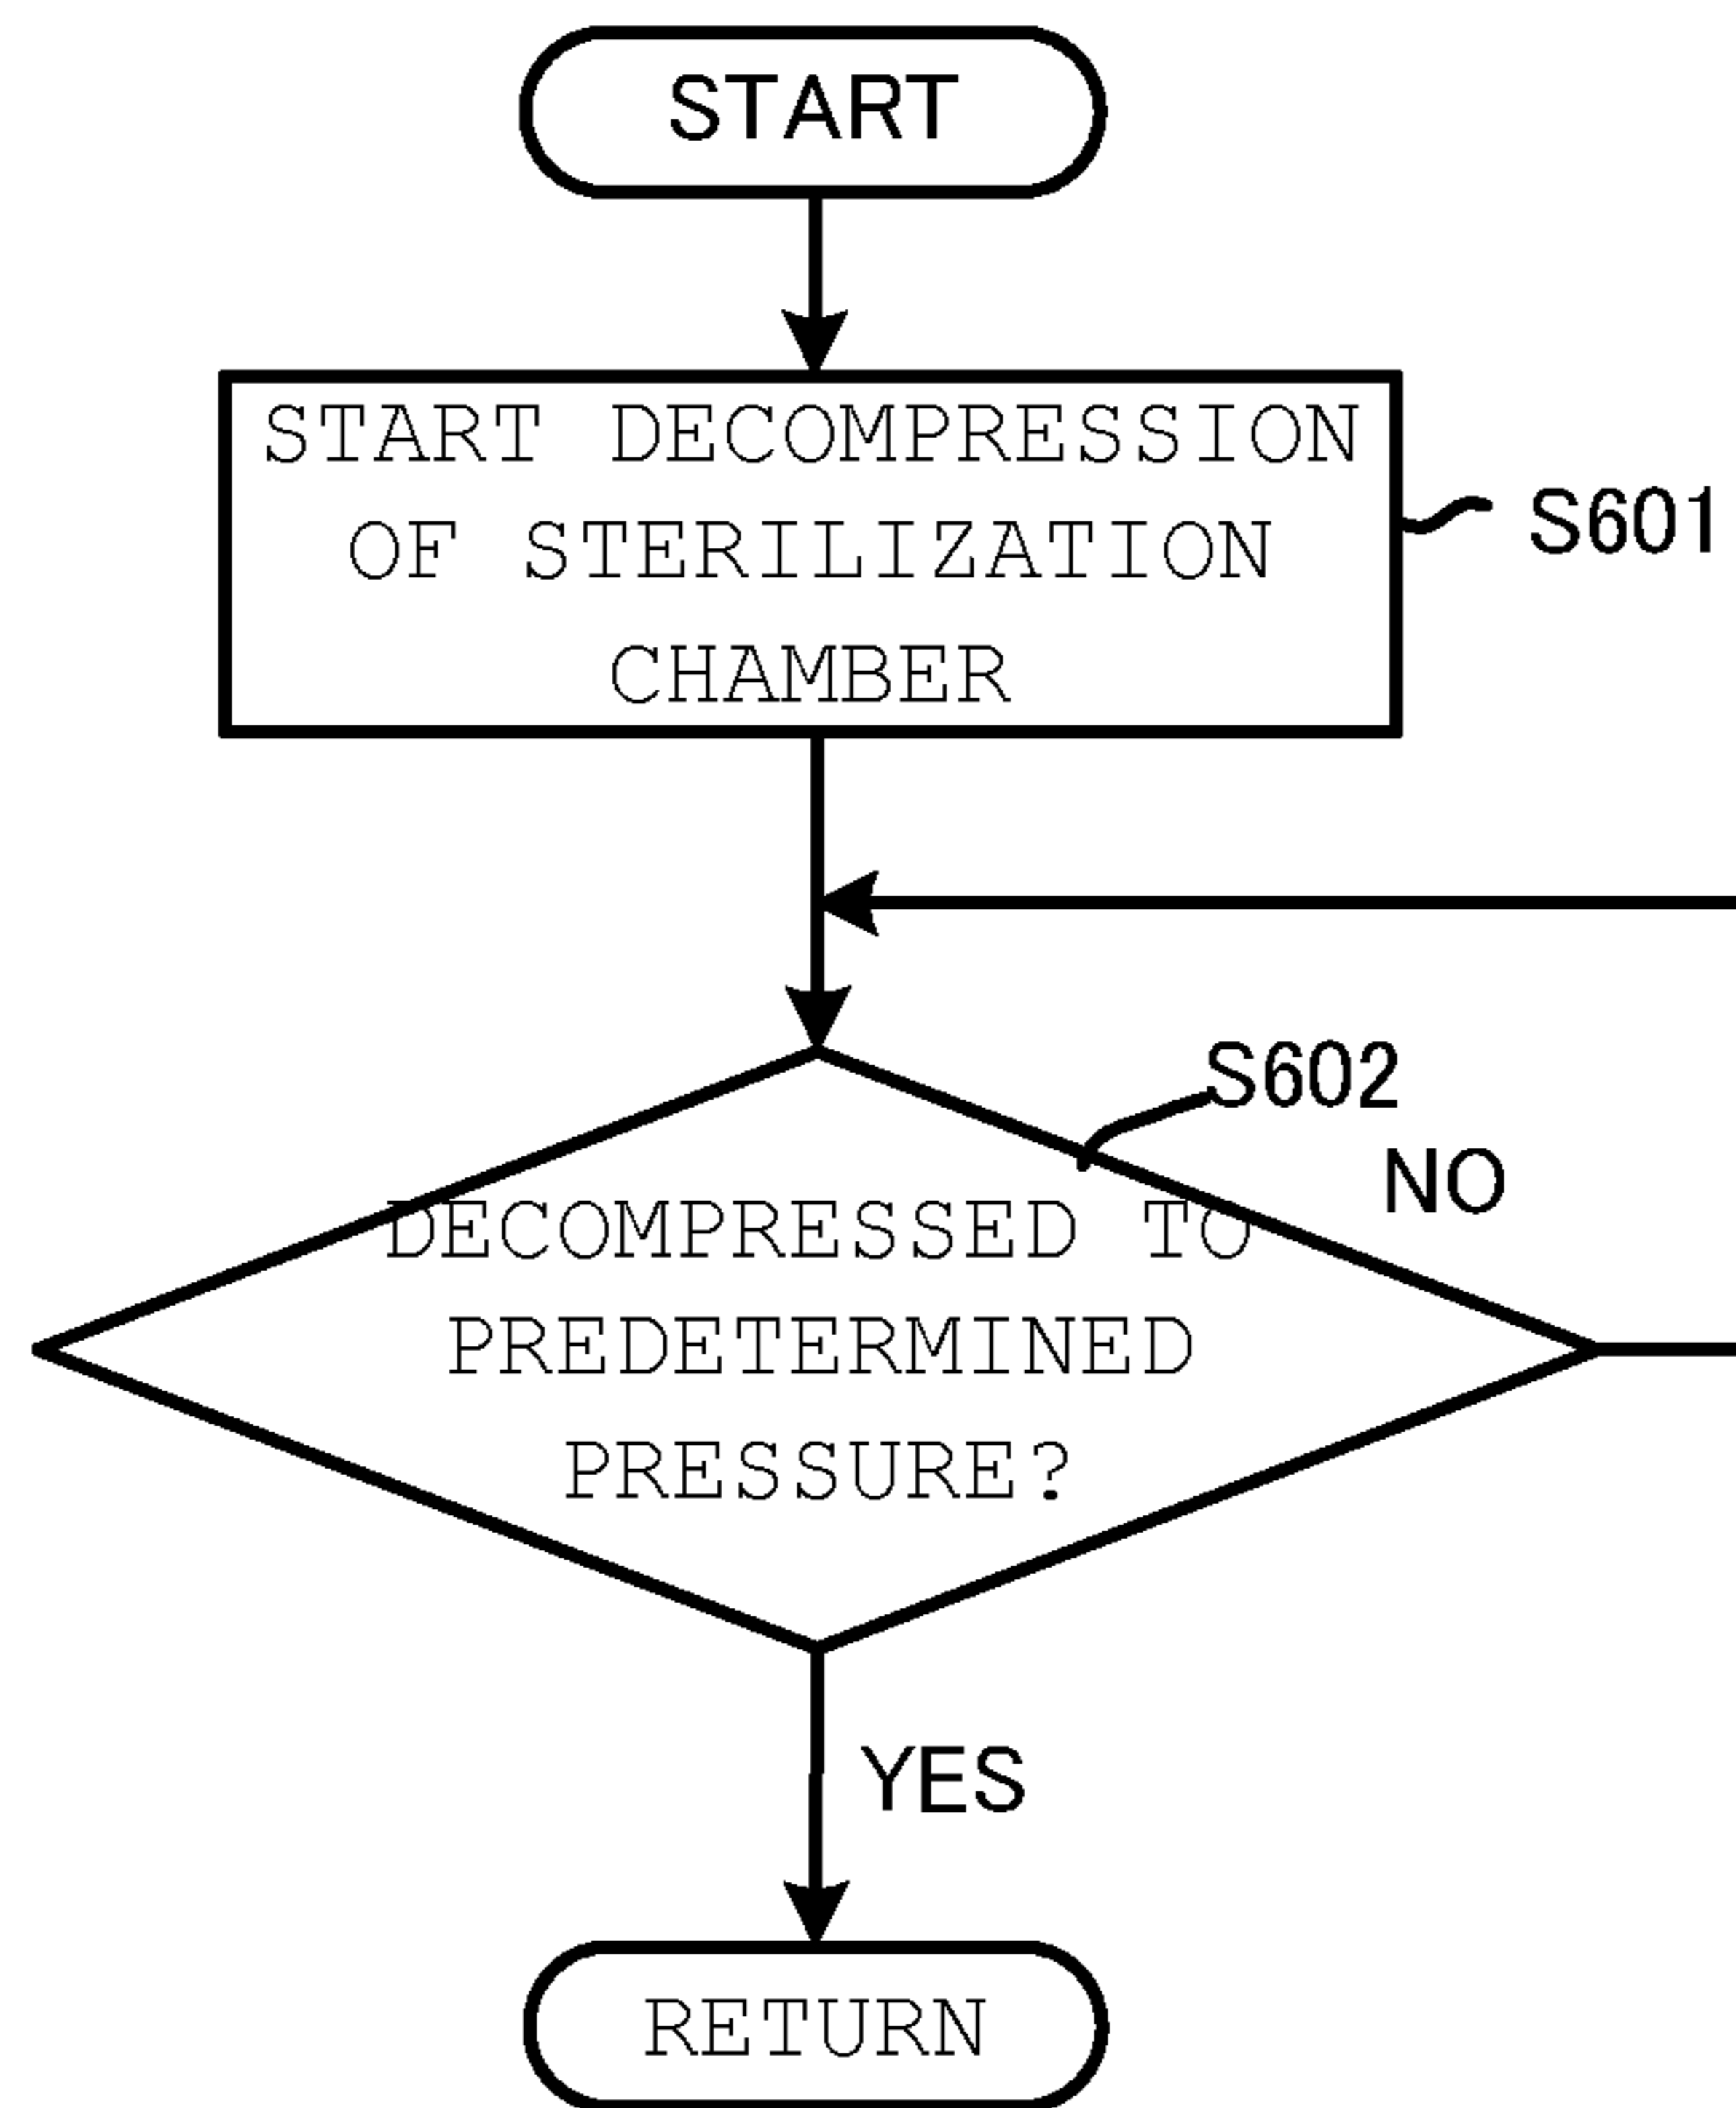 START
START DECOMPRESSION
OF STERILIZATION
CHAMBER
S601
S602
NO
DECOMPRESSED TO
PREDETERMINED
PRESSURE?
YES
RETURN